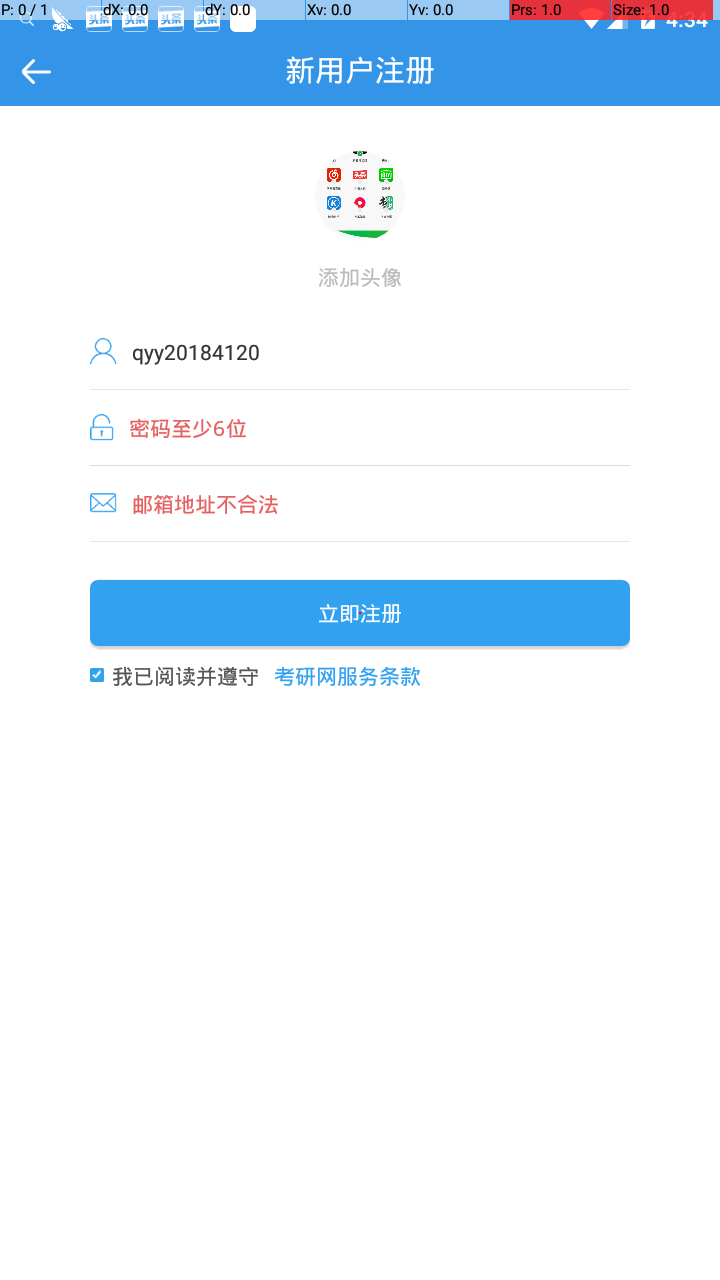 P: 0 / 1 dX: 0.0 dY: 0.0 Xv: 0.0 Yv: 0.0 Prs: 1.0 Size: 1.0
头条 头条 头条 头条 4:34
新用户注册
添加头像
qyy20184120
密码至少6位
邮箱地址不合法
立即注册
我已阅读并遵守 考研网服务条款